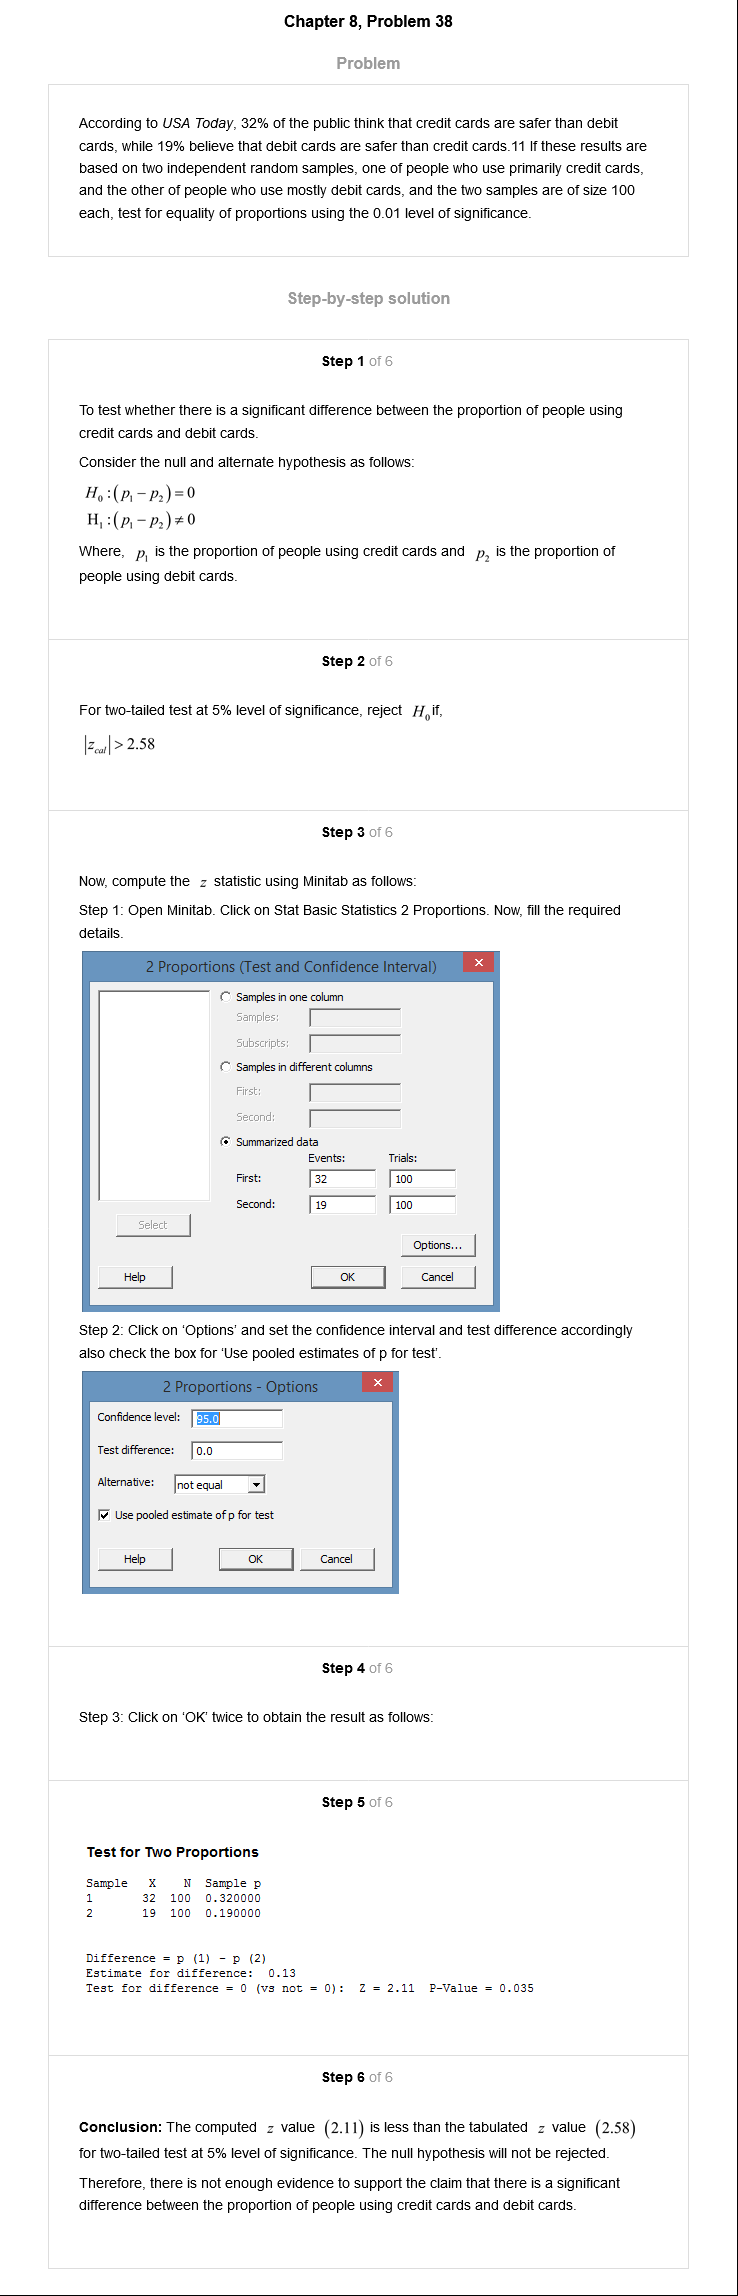 Chapter 8, Problem 38
Problem
According to USA Today, 32% of the public think that credit cards are safer than debit
cards, while 19% believe that debit cards are safer than credit cards.11 If these results are
based on two independent random samples, one of people who use primarily credit cards,
and the other of people who use mostly debit cards, and the two samples are of size 100
each, test for equality of proportions using the 0.01 level of significance.
Step-by-step solution
Step 1 of 6
To test whether there is a significant difference between the proportion of people using
credit cards and debit cards.
Consider the null and alternate hypothesis as follows:
H₀ :(p₁ − p₂) = 0
H₁ :(p₁ − p₂) ≠ 0
Where, p₁ is the proportion of people using credit cards and p₂ is the proportion of
people using debit cards.
Step 2 of 6
For two-tailed test at 5% level of significance, reject H₀ if,
|z_cal| > 2.58
Step 3 of 6
Now, compute the z statistic using Minitab as follows:
Step 1: Open Minitab. Click on Stat Basic Statistics 2 Proportions. Now, fill the required
details.
2 Proportions (Test and Confidence Interval) x
Samples in one column
Samples:
Subscripts:
Samples in different columns
First:
Second:
Summarized data
Events: Trials:
First: 32 100
Second: 19 100
Select
Options...
Help OK Cancel
Step 2: Click on ‘Options’ and set the confidence interval and test difference accordingly
also check the box for ‘Use pooled estimates of p for test’.
2 Proportions - Options x
Confidence level: 95.0
Test difference: 0.0
Alternative: not equal
Use pooled estimate of p for test
Help OK Cancel
Step 4 of 6
Step 3: Click on ‘OK’ twice to obtain the result as follows:
Step 5 of 6
Test for Two Proportions
Sample X N Sample p
1 32 100 0.320000
2 19 100 0.190000
Difference = p (1) - p (2)
Estimate for difference: 0.13
Test for difference = 0 (vs not = 0): Z = 2.11 P-Value = 0.035
Step 6 of 6
Conclusion: The computed z value (2.11) is less than the tabulated z value (2.58)
for two-tailed test at 5% level of significance. The null hypothesis will not be rejected.
Therefore, there is not enough evidence to support the claim that there is a significant
difference between the proportion of people using credit cards and debit cards.